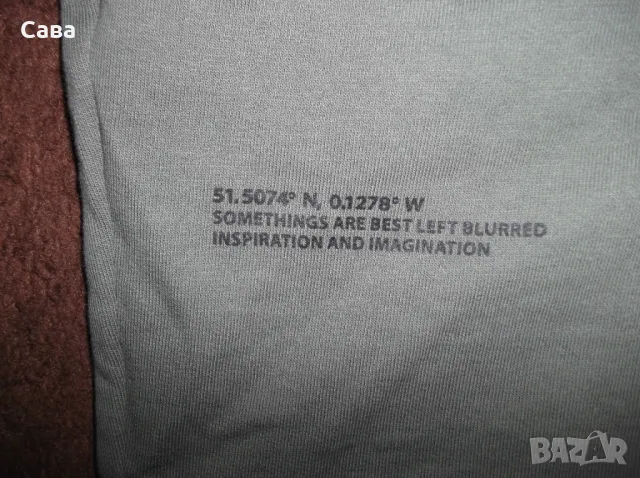 Сава
51.5074° N, 0.1278° W
SOMETHINGS ARE BEST LEFT BLURRED
INSPIRATION AND IMAGINATION
BAZAR